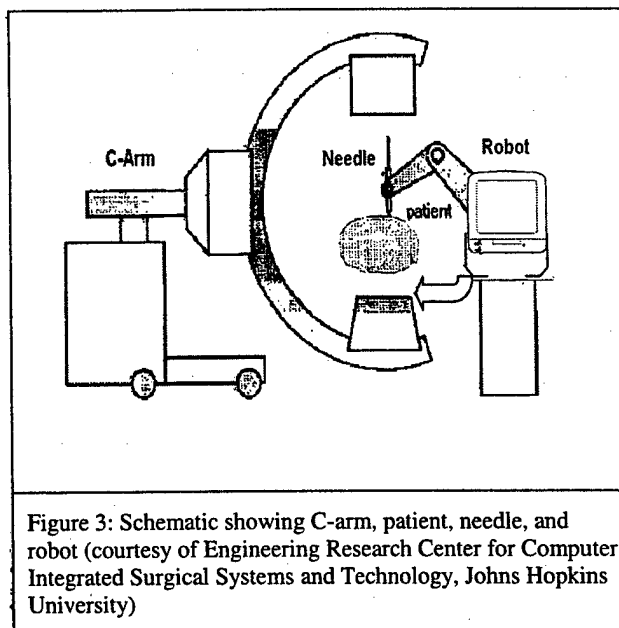 C-Arm
Needle
Robot
patient
Figure 3: Schematic showing C-arm, patient, needle, and
robot (courtesy of Engineering Research Center for Computer
Integrated Surgical Systems and Technology, Johns Hopkins
University)